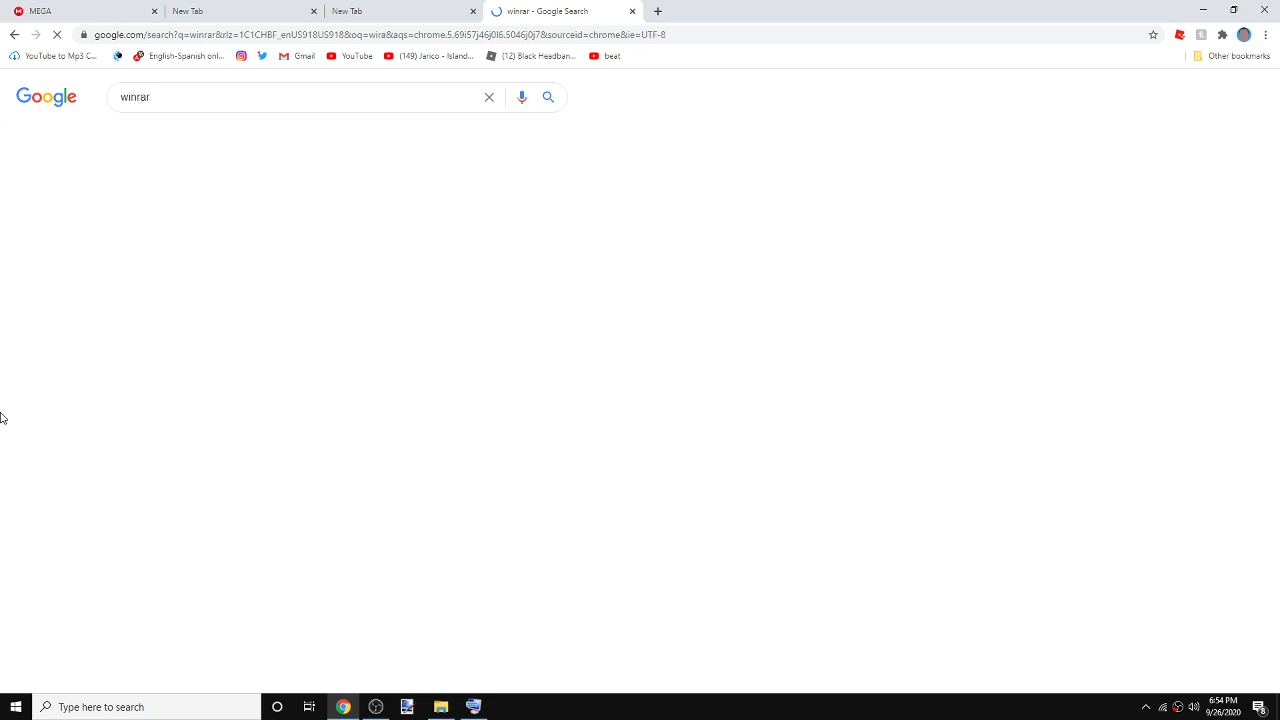 MEGA
New Tab
New Tab
winrar - Google Search
google.com/search?q=winrar&rlz=1C1CHBF_enUS918US918&oq=wira&aqs=chrome.5.69i57j46j0l6.5046j0j7&sourceid=chrome&ie=UTF-8
YouTube to Mp3 C...
English-Spanish onl...
Gmail
YouTube
(149) Jarico - Island...
(12) Black Headban...
beat
Other bookmarks
Google
winrar
Type here to search
6:54 PM
9/26/2020
8